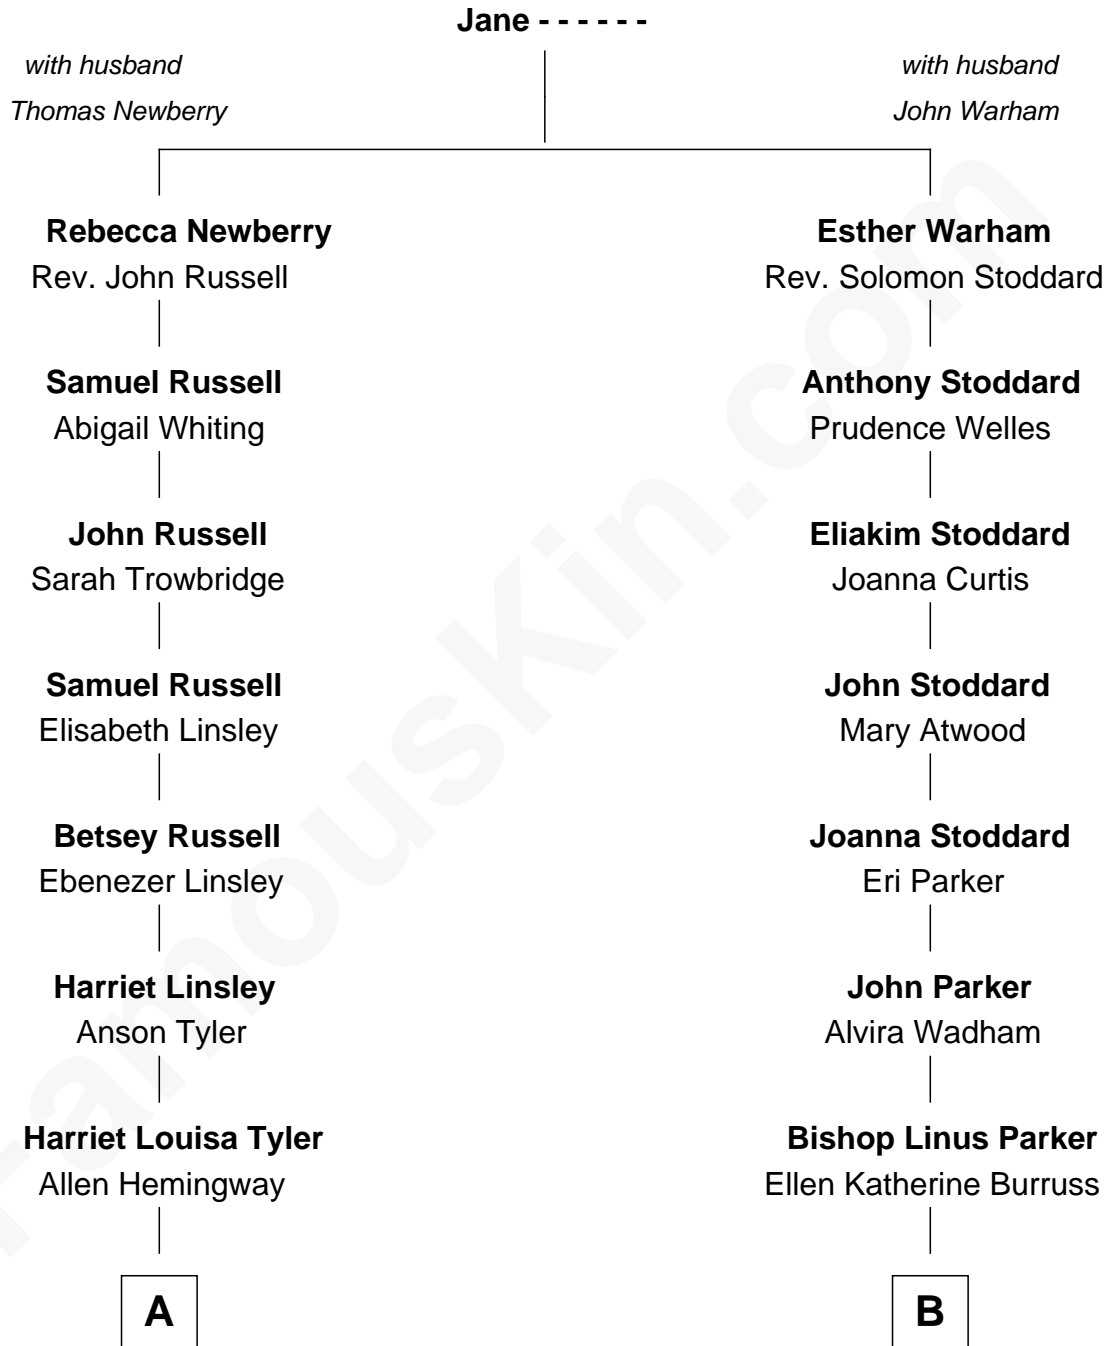 Jane - - - - - -
with husband
Thomas Newberry
with husband
John Warham
Rebecca Newberry
Rev. John Russell
Esther Warham
Rev. Solomon Stoddard
Samuel Russell
Abigail Whiting
Anthony Stoddard
Prudence Welles
John Russell
Sarah Trowbridge
Eliakim Stoddard
Joanna Curtis
Samuel Russell
Elisabeth Linsley
John Stoddard
Mary Atwood
Betsey Russell
Ebenezer Linsley
Joanna Stoddard
Eri Parker
Harriet Linsley
Anson Tyler
John Parker
Alvira Wadham
Harriet Louisa Tyler
Allen Hemingway
Bishop Linus Parker
Ellen Katherine Burruss
A
B
FamousKin.com